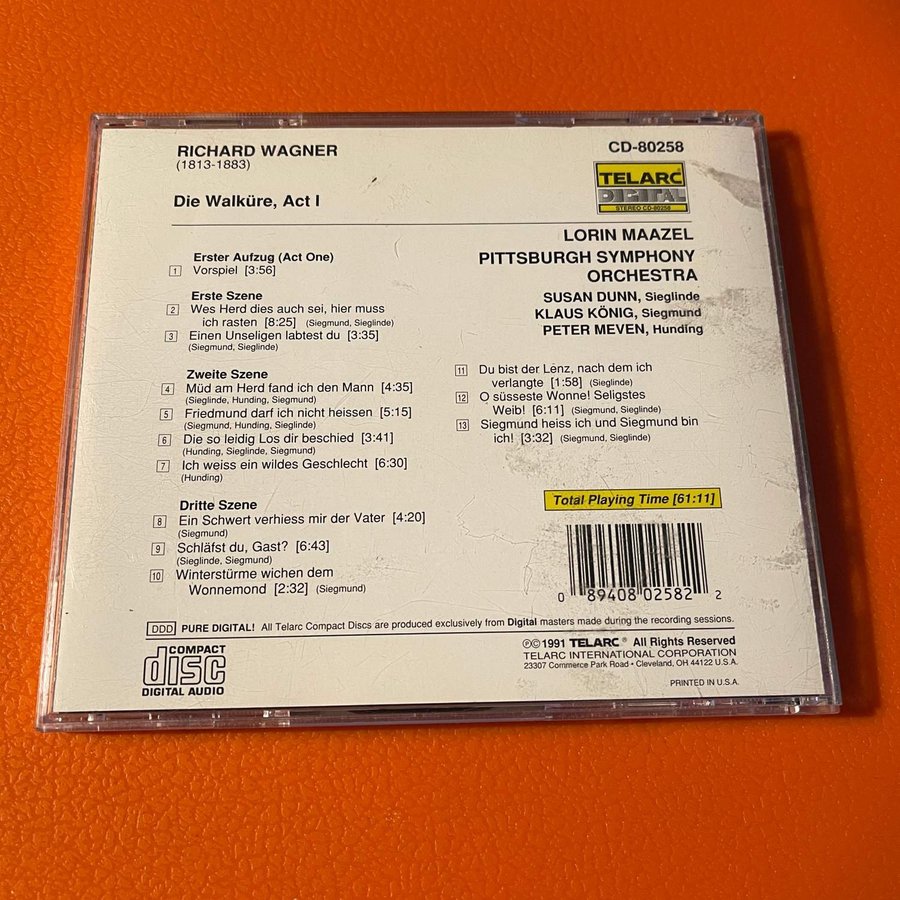 RICHARD WAGNER
(1813-1883)
Die Walküre, Act I
CD-80258
TELARC
DIGITAL
STEREO CD-80258
LORIN MAAZEL
PITTSBURGH SYMPHONY
ORCHESTRA
SUSAN DUNN, Sieglinde
KLAUS KÖNIG, Siegmund
PETER MEVEN, Hunding
Erster Aufzug (Act One)
1 Vorspiel [3:56]
Erste Szene
2 Wes Herd dies auch sei, hier muss
ich rasten [8:25] (Siegmund, Sieglinde)
3 Einen Unseligen labtest du [3:35]
(Siegmund, Sieglinde)
Zweite Szene
4 Müd am Herd fand ich den Mann [4:35]
(Sieglinde, Hunding, Siegmund)
5 Friedmund darf ich nicht heissen [5:15]
(Siegmund, Hunding, Sieglinde)
6 Die so leidig Los dir beschied [3:41]
(Hunding, Sieglinde, Siegmund)
7 Ich weiss ein wildes Geschlecht [6:30]
(Hunding)
Dritte Szene
8 Ein Schwert verhiess mir der Vater [4:20]
(Siegmund)
9 Schläfst du, Gast? [6:43]
(Sieglinde, Siegmund)
10 Winterstürme wichen dem
Wonnemond [2:32] (Siegmund)
11 Du bist der Lenz, nach dem ich
verlangte [1:58] (Sieglinde)
12 O süsseste Wonne! Seligstes
Weib! [6:11] (Siegmund, Sieglinde)
13 Siegmund heiss ich und Siegmund bin
ich! [3:32] (Siegmund, Sieglinde)
Total Playing Time [61:11]
0 89408 02582 2
DDD PURE DIGITAL! All Telarc Compact Discs are produced exclusively from Digital masters made during the recording sessions.
COMPACT
disc
DIGITAL AUDIO
℗©1991 TELARC® All Rights Reserved
TELARC INTERNATIONAL CORPORATION
23307 Commerce Park Road • Cleveland, OH 44122 U.S.A.
PRINTED IN U.S.A.